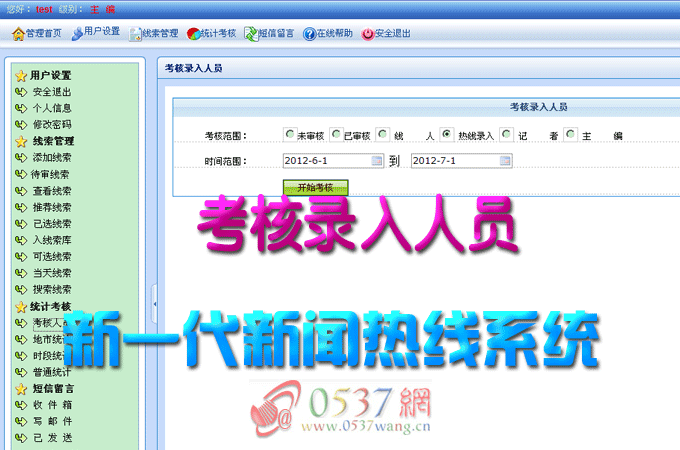 您好： test 级别： 主 编
管理首页 用户设置 线索管理 统计考核 短信留言 在线帮助 安全退出
用户设置
安全退出
个人信息
修改密码
线索管理
添加线索
待审线索
查看线索
推荐线索
已选线索
入线索库
可选线索
当天线索
搜索线索
统计考核
考核人
地市统计
时段统计
普通统计
短信留言
收 件 箱
写 邮 件
已 发 送
考核录入人员
考核录入人员
考核范围： 未审核 已审核 线 人 热线录入 记 者 主 编
时间范围： 2012-6-1 到 2012-7-1
开始考核
考核录入人员
新一代新闻热线系统
@ 0537網
www.0537wang.cn